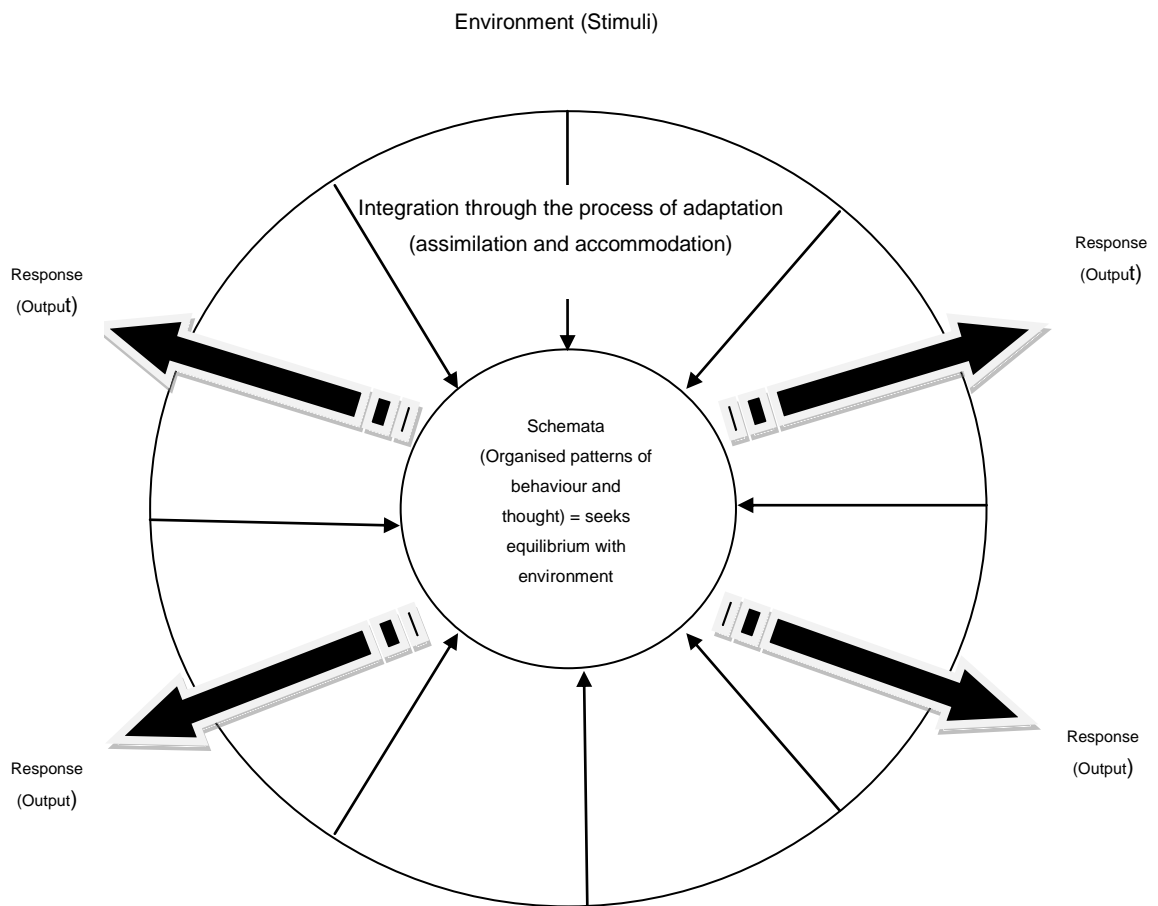 Environment (Stimuli)
Integration through the process of adaptation
(assimilation and accommodation)
Response
(Output)
Response
(Output)
Schemata
(Organised patterns of
behaviour and
thought) = seeks
equilibrium with
environment
Response
(Output)
Response
(Output)